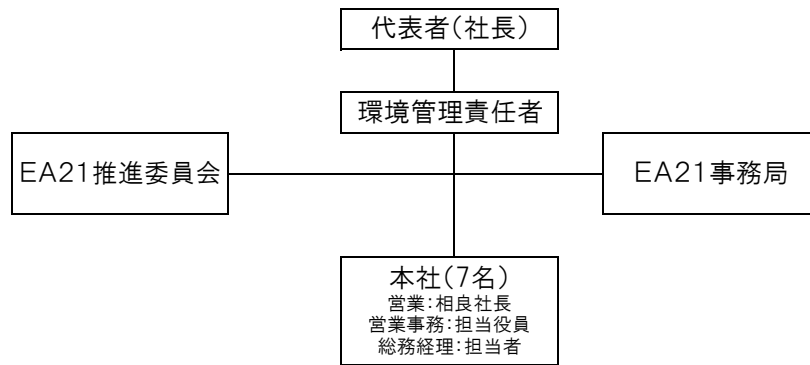 代表者(社長)
環境管理責任者
EA21推進委員会
EA21事務局
本社(7名)
営業:相良社長
営業事務:担当役員
総務経理:担当者